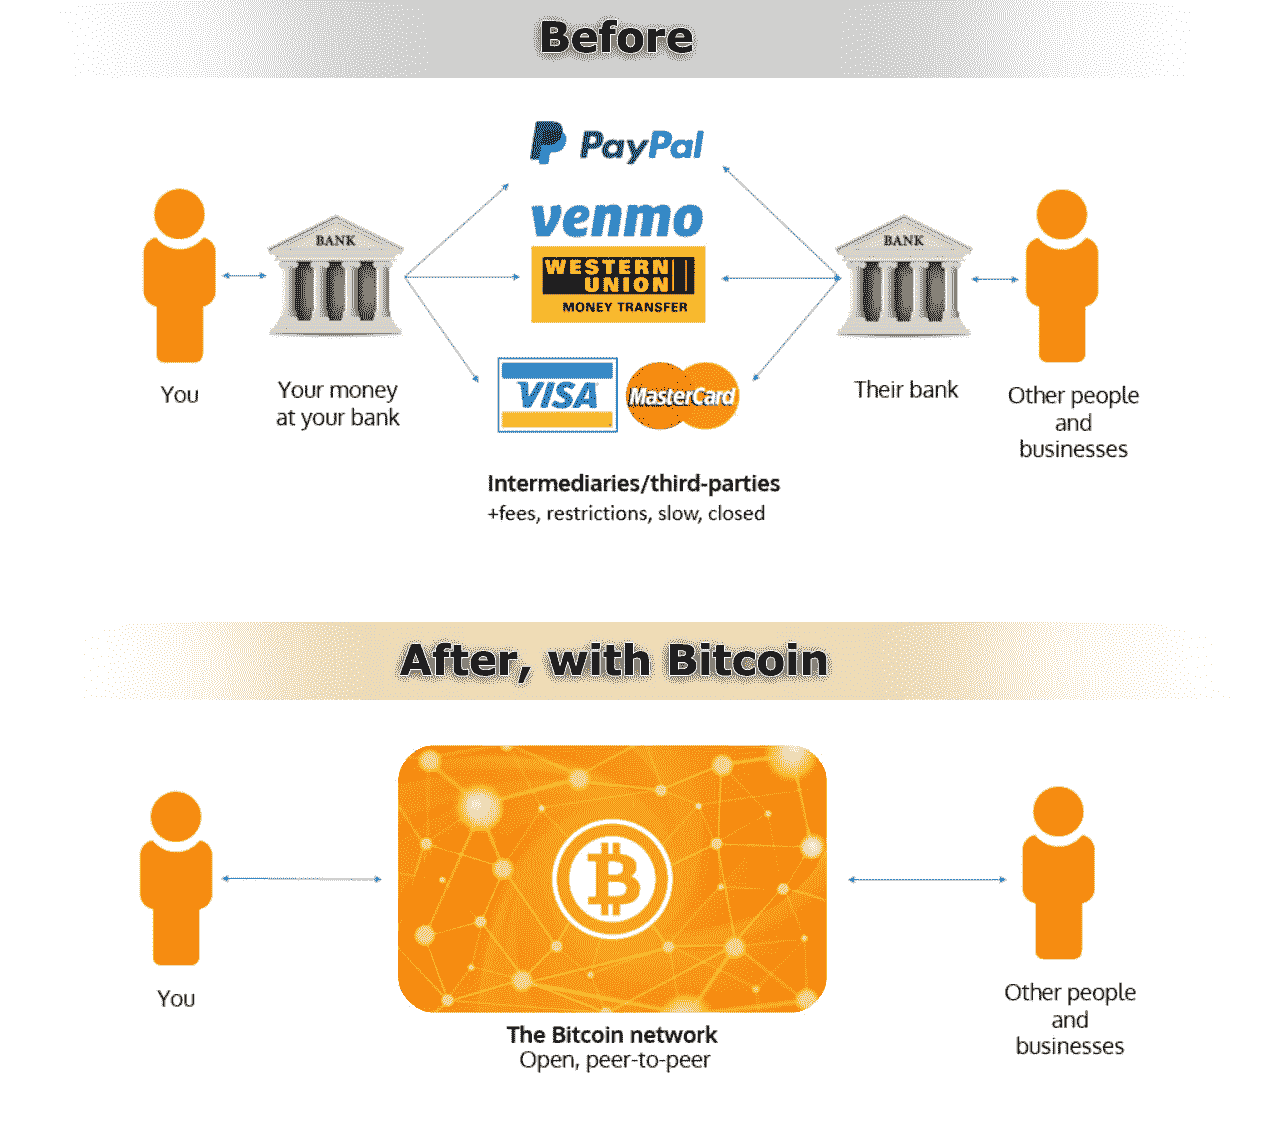 Before
PayPal
venmo
BANK
BANK
WESTERN
UNION
MONEY TRANSFER
VISA
MasterCard
You
Your money
at your bank
Their bank
Other people
and
businesses
Intermediaries/third-parties
+fees, restrictions, slow, closed
After, with Bitcoin
You
The Bitcoin network
Open, peer-to-peer
Other people
and
businesses